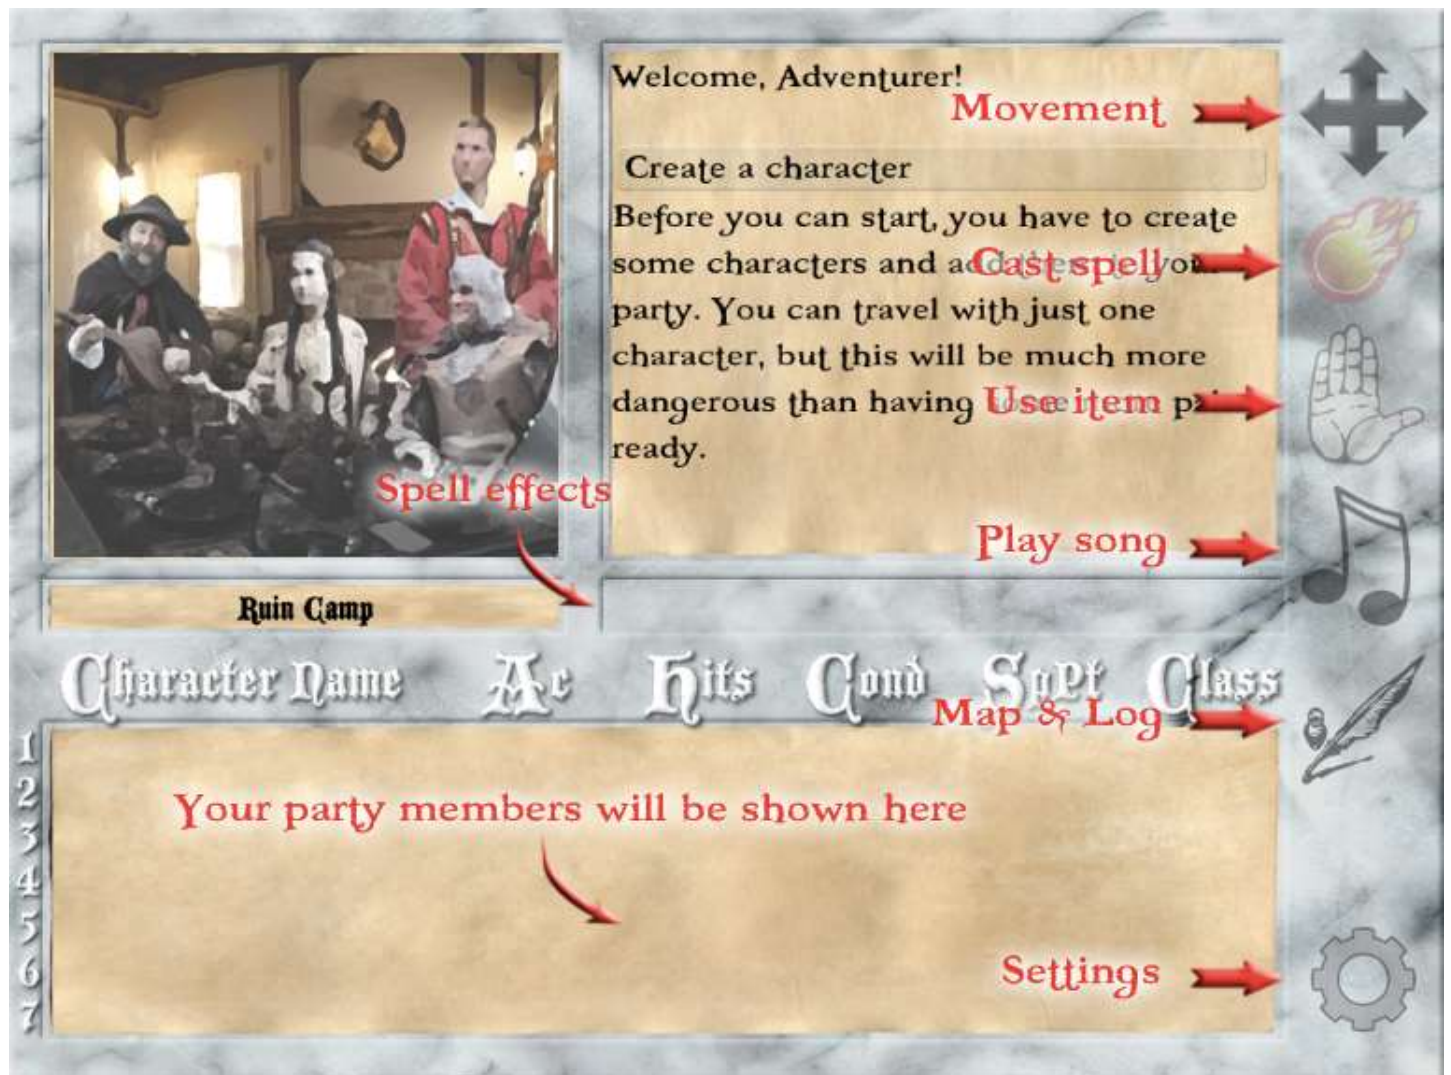 Welcome, Adventurer!
Movement
Create a character
Before you can start, you have to create
some characters and
Cast spell
party. You can travel with just one
character, but this will be much more
dangerous than having
Use item
ready.
Spell effects
Play song
Ruin Camp
Character Name Ac Hits Cond SpPt Class
Map & Log
1
2
3
4
5
6
7
Your party members will be shown here
Settings